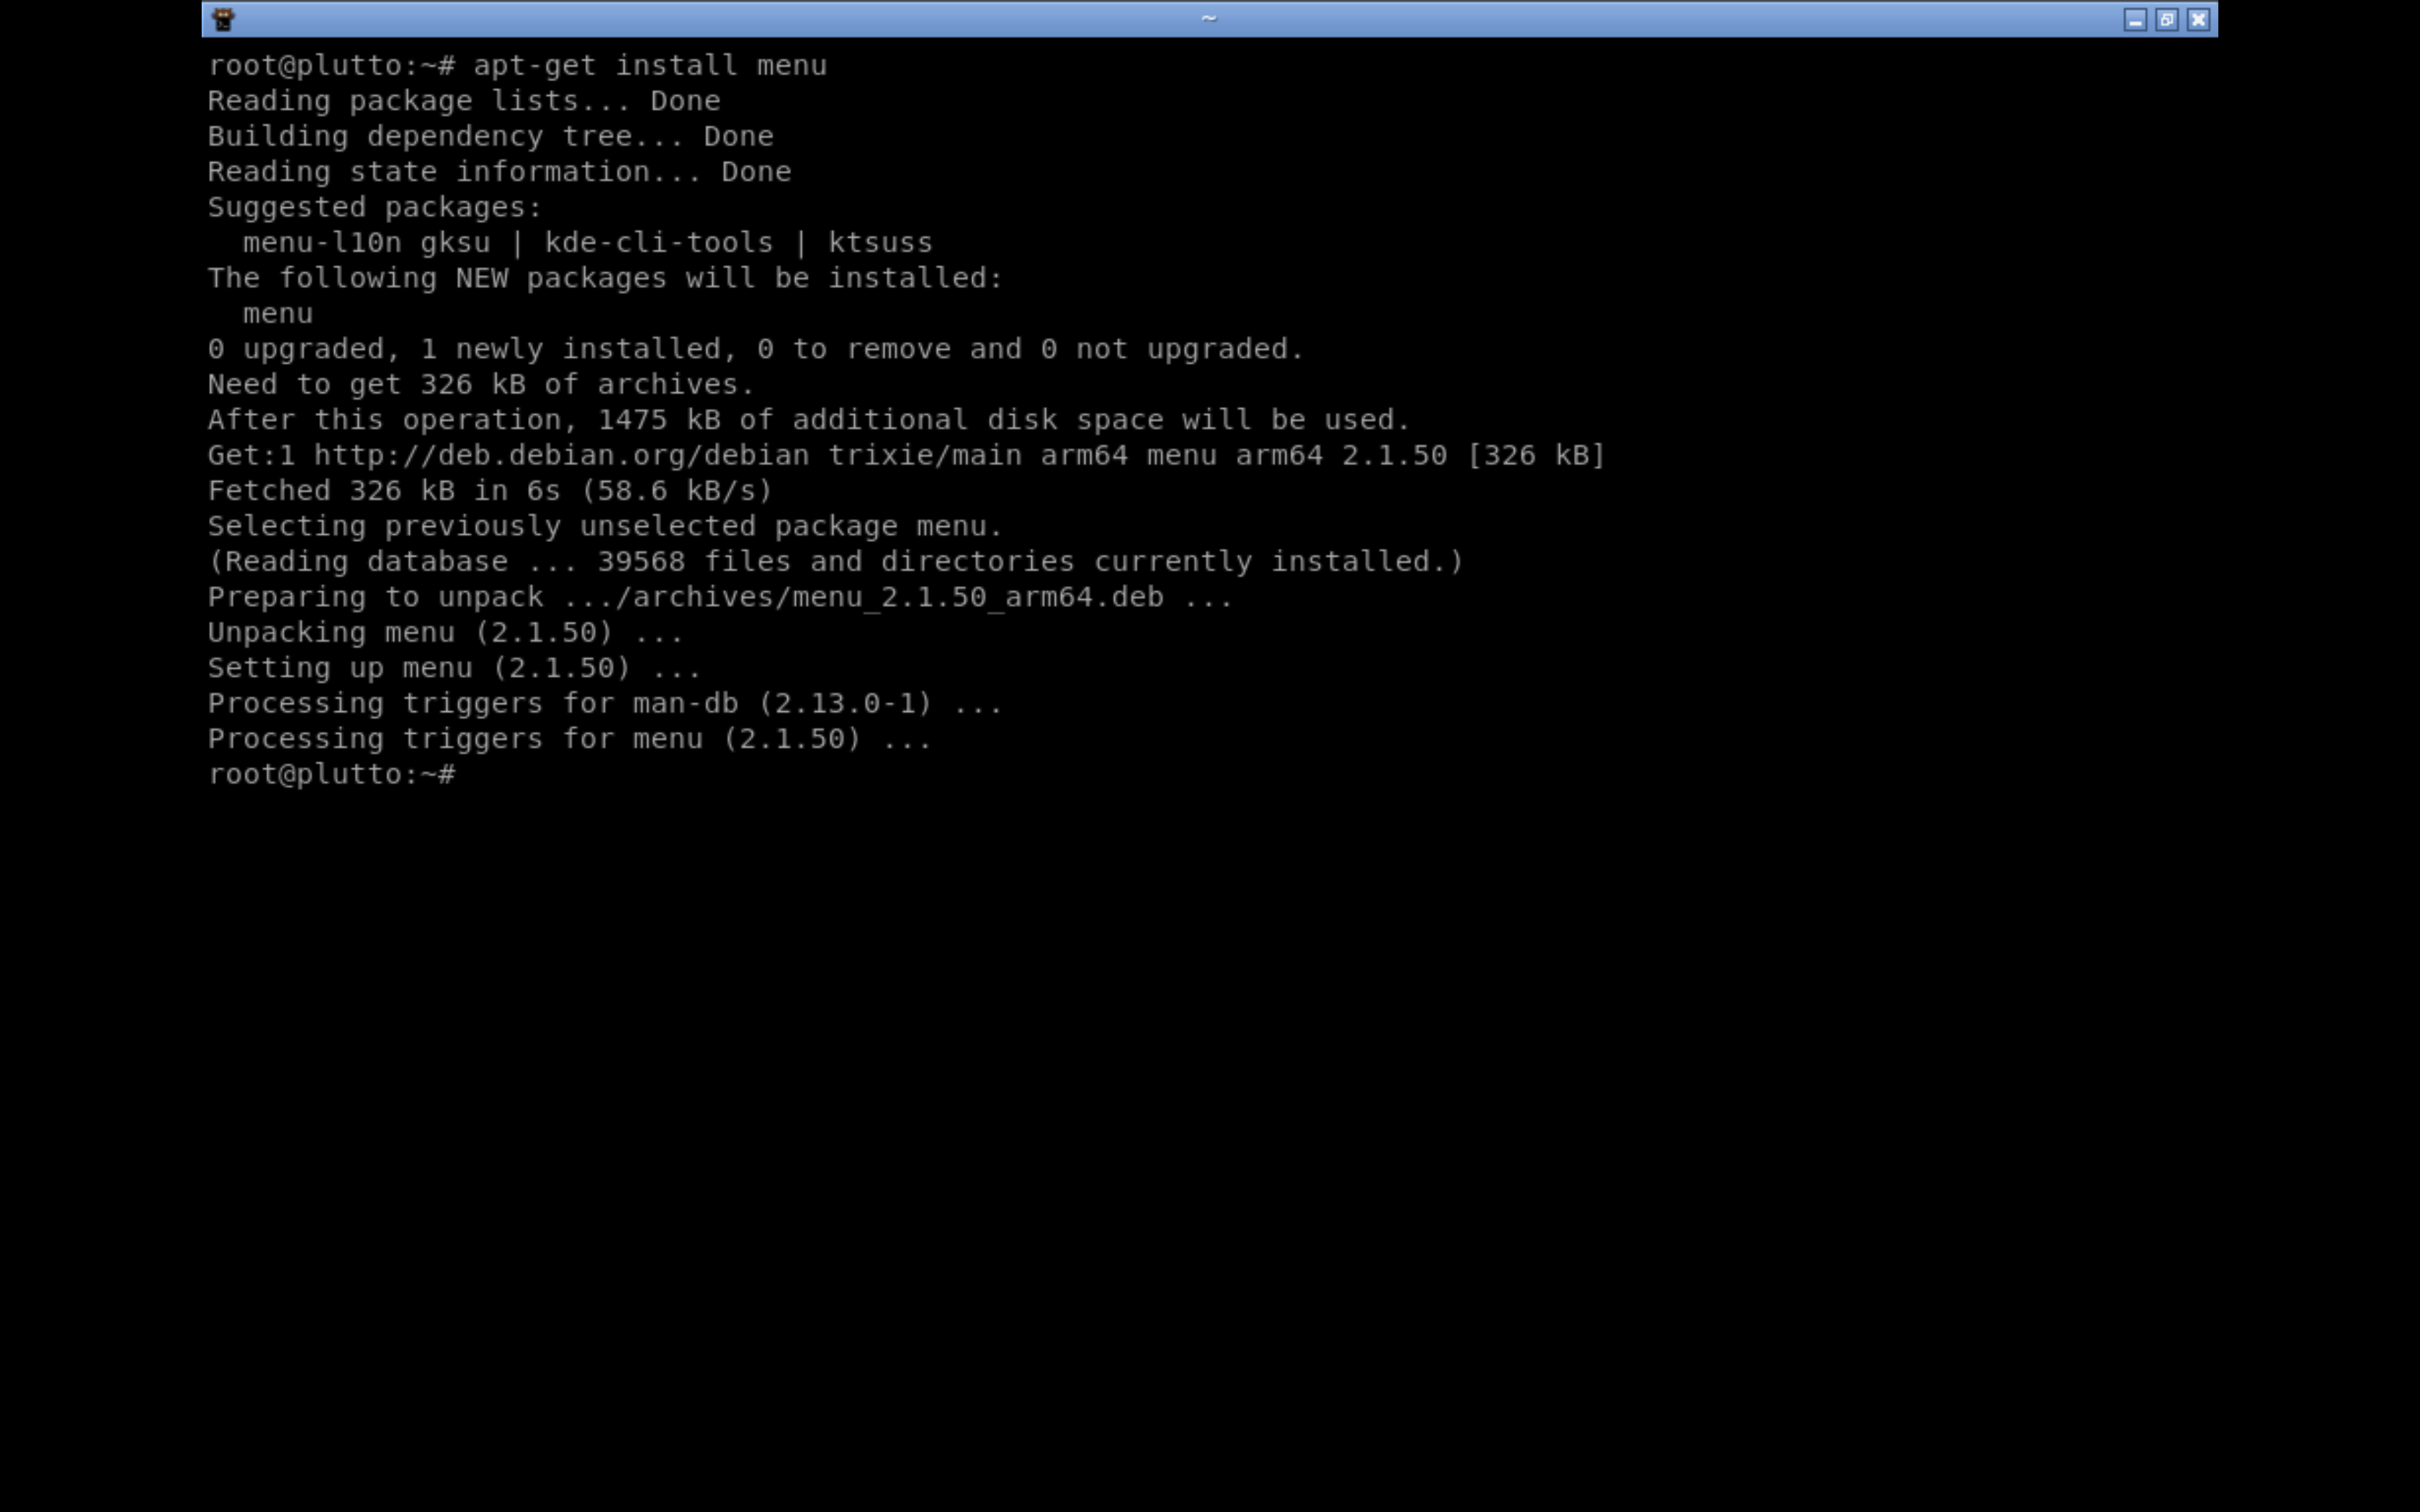 ~
root@plutto:~# apt-get install menu
Reading package lists... Done
Building dependency tree... Done
Reading state information... Done
Suggested packages:
  menu-l10n gksu | kde-cli-tools | ktsuss
The following NEW packages will be installed:
  menu
0 upgraded, 1 newly installed, 0 to remove and 0 not upgraded.
Need to get 326 kB of archives.
After this operation, 1475 kB of additional disk space will be used.
Get:1 http://deb.debian.org/debian trixie/main arm64 menu arm64 2.1.50 [326 kB]
Fetched 326 kB in 6s (58.6 kB/s)
Selecting previously unselected package menu.
(Reading database ... 39568 files and directories currently installed.)
Preparing to unpack .../archives/menu_2.1.50_arm64.deb ...
Unpacking menu (2.1.50) ...
Setting up menu (2.1.50) ...
Processing triggers for man-db (2.13.0-1) ...
Processing triggers for menu (2.1.50) ...
root@plutto:~#